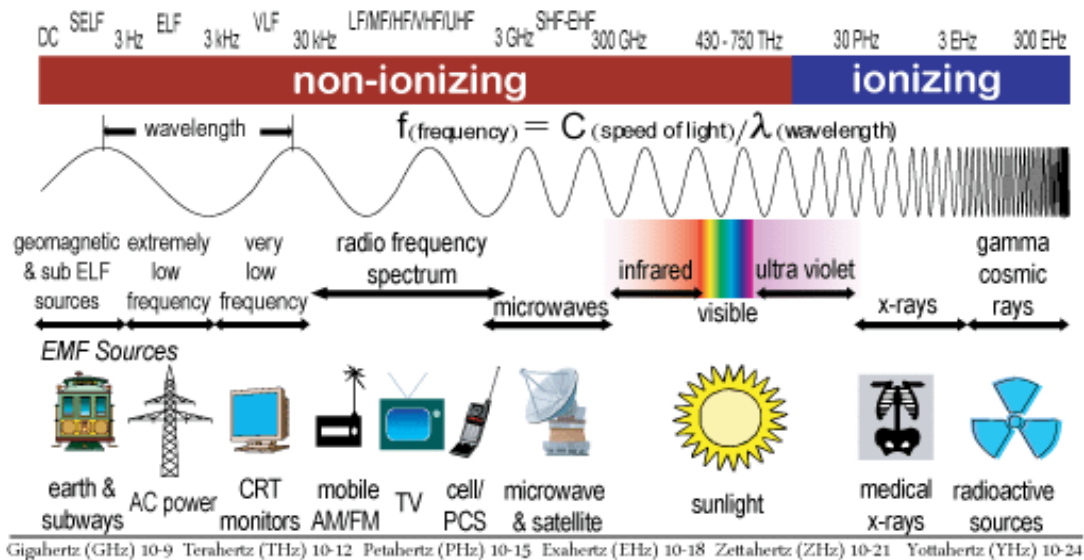 DC SELF 3 Hz ELF 3 kHz VLF 30 kHz LF/MF/HF/VHF/UHF 3 GHz SHF-EHF 300 GHz 430 - 750 THz 30 PHz 3 EHz 300 EHz
non-ionizing ionizing
wavelength f(frequency) = C (speed of light)/λ (wavelength)
geomagnetic
& sub ELF
sources
extremely
low
frequency
very
low
frequency
radio frequency
spectrum
microwaves
infrared
visible
ultra violet
x-rays
gamma
cosmic
rays
EMF Sources
earth &
subways
AC power
CRT
monitors
mobile
AM/FM
TV
cell/
PCS
microwave
& satellite
sunlight
medical
x-rays
radioactive
sources
Gigahertz (GHz) 10-9 Terahertz (THz) 10-12 Petahertz (PHz) 10-15 Exahertz (EHz) 10-18 Zettahertz (ZHz) 10-21 Yottahertz (YHz) 10-24